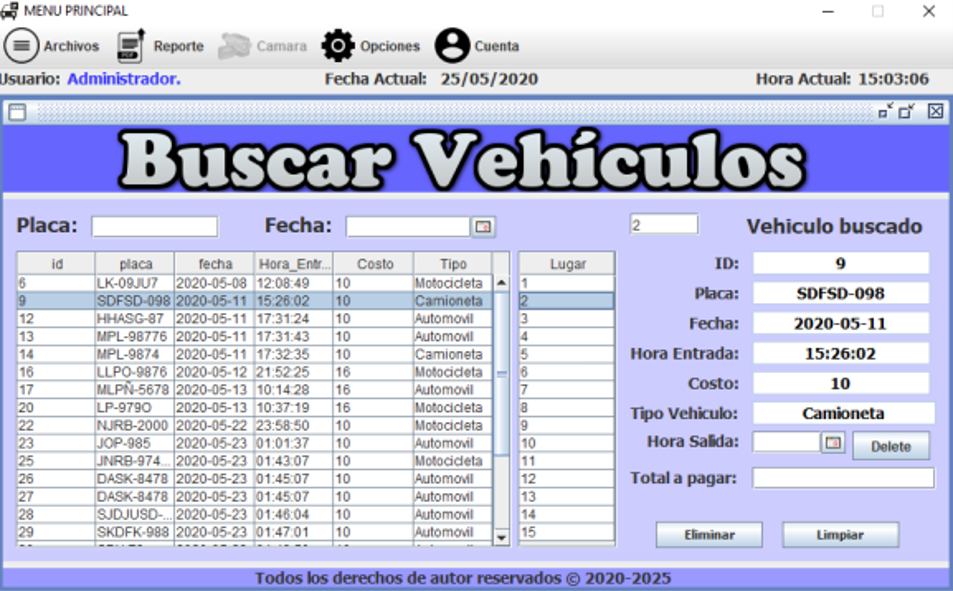 MENU PRINCIPAL
Archivos Reporte Camara Opciones Cuenta
Usuario: Administrador. Fecha Actual: 25/05/2020 Hora Actual: 15:03:06
Buscar Vehículos
Placa: Fecha: 2 Vehiculo buscado
id placa fecha Hora_Entr... Costo Tipo Lugar
6 LK-09JU7 2020-05-08 12:08:49 10 Motocicleta 1
9 SDFSD-098 2020-05-11 15:26:02 10 Camioneta 2
12 HHASG-87 2020-05-11 17:31:24 10 Automovil 3
13 MPL-98776 2020-05-11 17:31:43 10 Automovil 4
14 MPL-9874 2020-05-11 17:32:35 10 Camioneta 5
16 LLPO-9876 2020-05-12 21:52:25 16 Motocicleta 6
17 MLPÑ-5678 2020-05-13 10:14:28 16 Automovil 7
20 LP-979O 2020-05-13 10:37:19 16 Motocicleta 8
22 NJRB-2000 2020-05-22 23:58:50 10 Motocicleta 9
23 JOP-985 2020-05-23 01:01:37 10 Automovil 10
25 JNRB-974... 2020-05-23 01:43:07 10 Motocicleta 11
26 DASK-8478 2020-05-23 01:45:07 10 Automovil 12
27 DASK-8478 2020-05-23 01:45:07 10 Automovil 13
28 SJDJUSD-... 2020-05-23 01:46:04 10 Automovil 14
29 SKDFK-988 2020-05-23 01:47:01 10 Automovil 15
ID: 9
Placa: SDFSD-098
Fecha: 2020-05-11
Hora Entrada: 15:26:02
Costo: 10
Tipo Vehiculo: Camioneta
Hora Salida: Delete
Total a pagar:
Eliminar Limpiar
Todos los derechos de autor reservados © 2020-2025